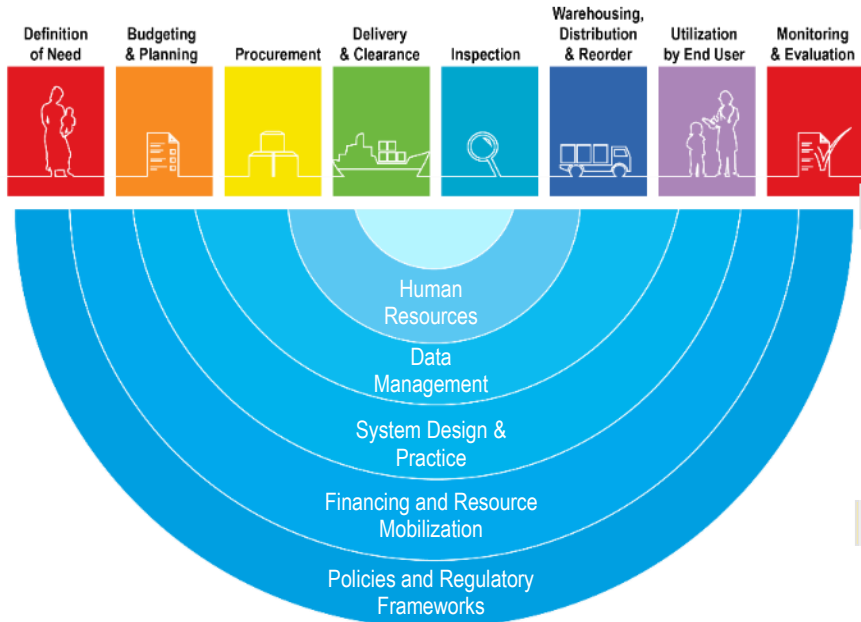 Definition
of Need
Budgeting
& Planning
Procurement
Delivery
& Clearance
Inspection
Warehousing,
Distribution
& Reorder
Utilization
by End User
Monitoring
& Evaluation
Human
Resources
Data
Management
System Design &
Practice
Financing and Resource
Mobilization
Policies and Regulatory
Frameworks